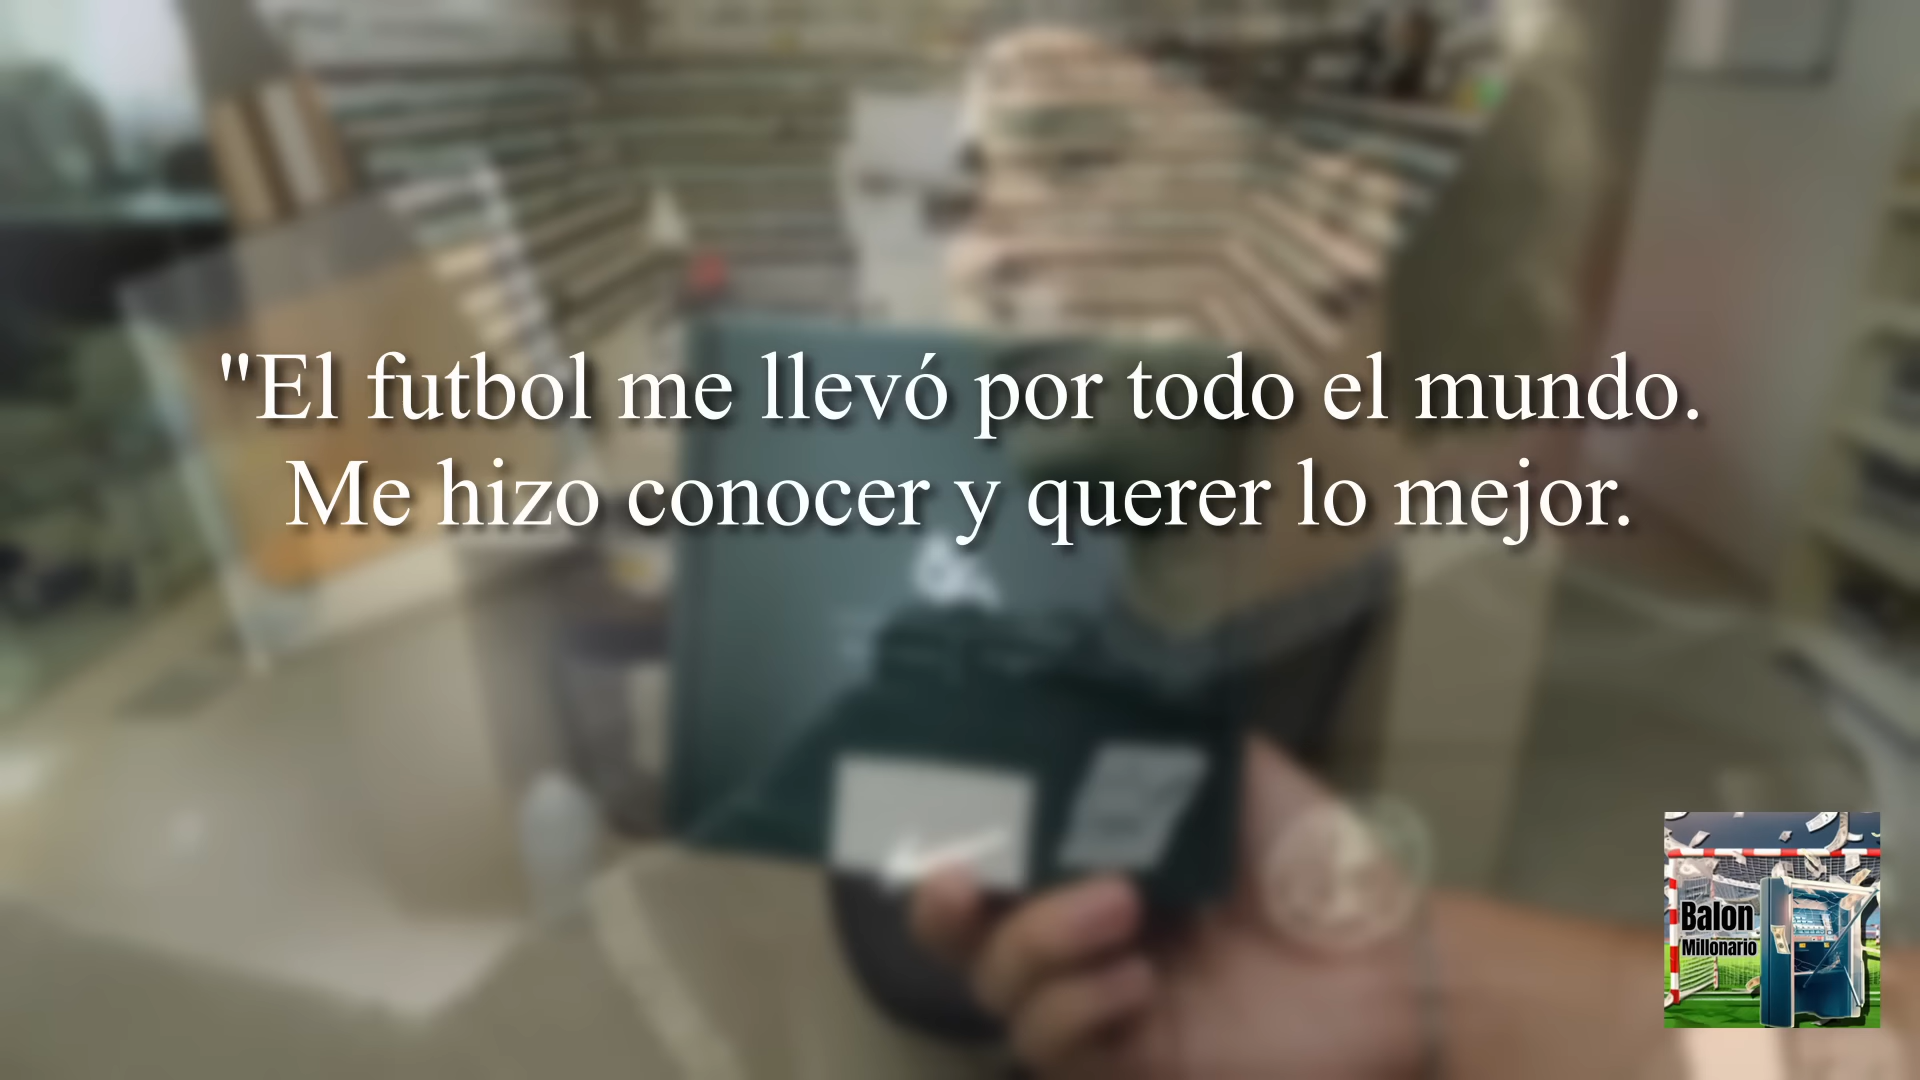 "El futbol me llevó por todo el mundo.
Me hizo conocer y querer lo mejor.
Balon
Millonario